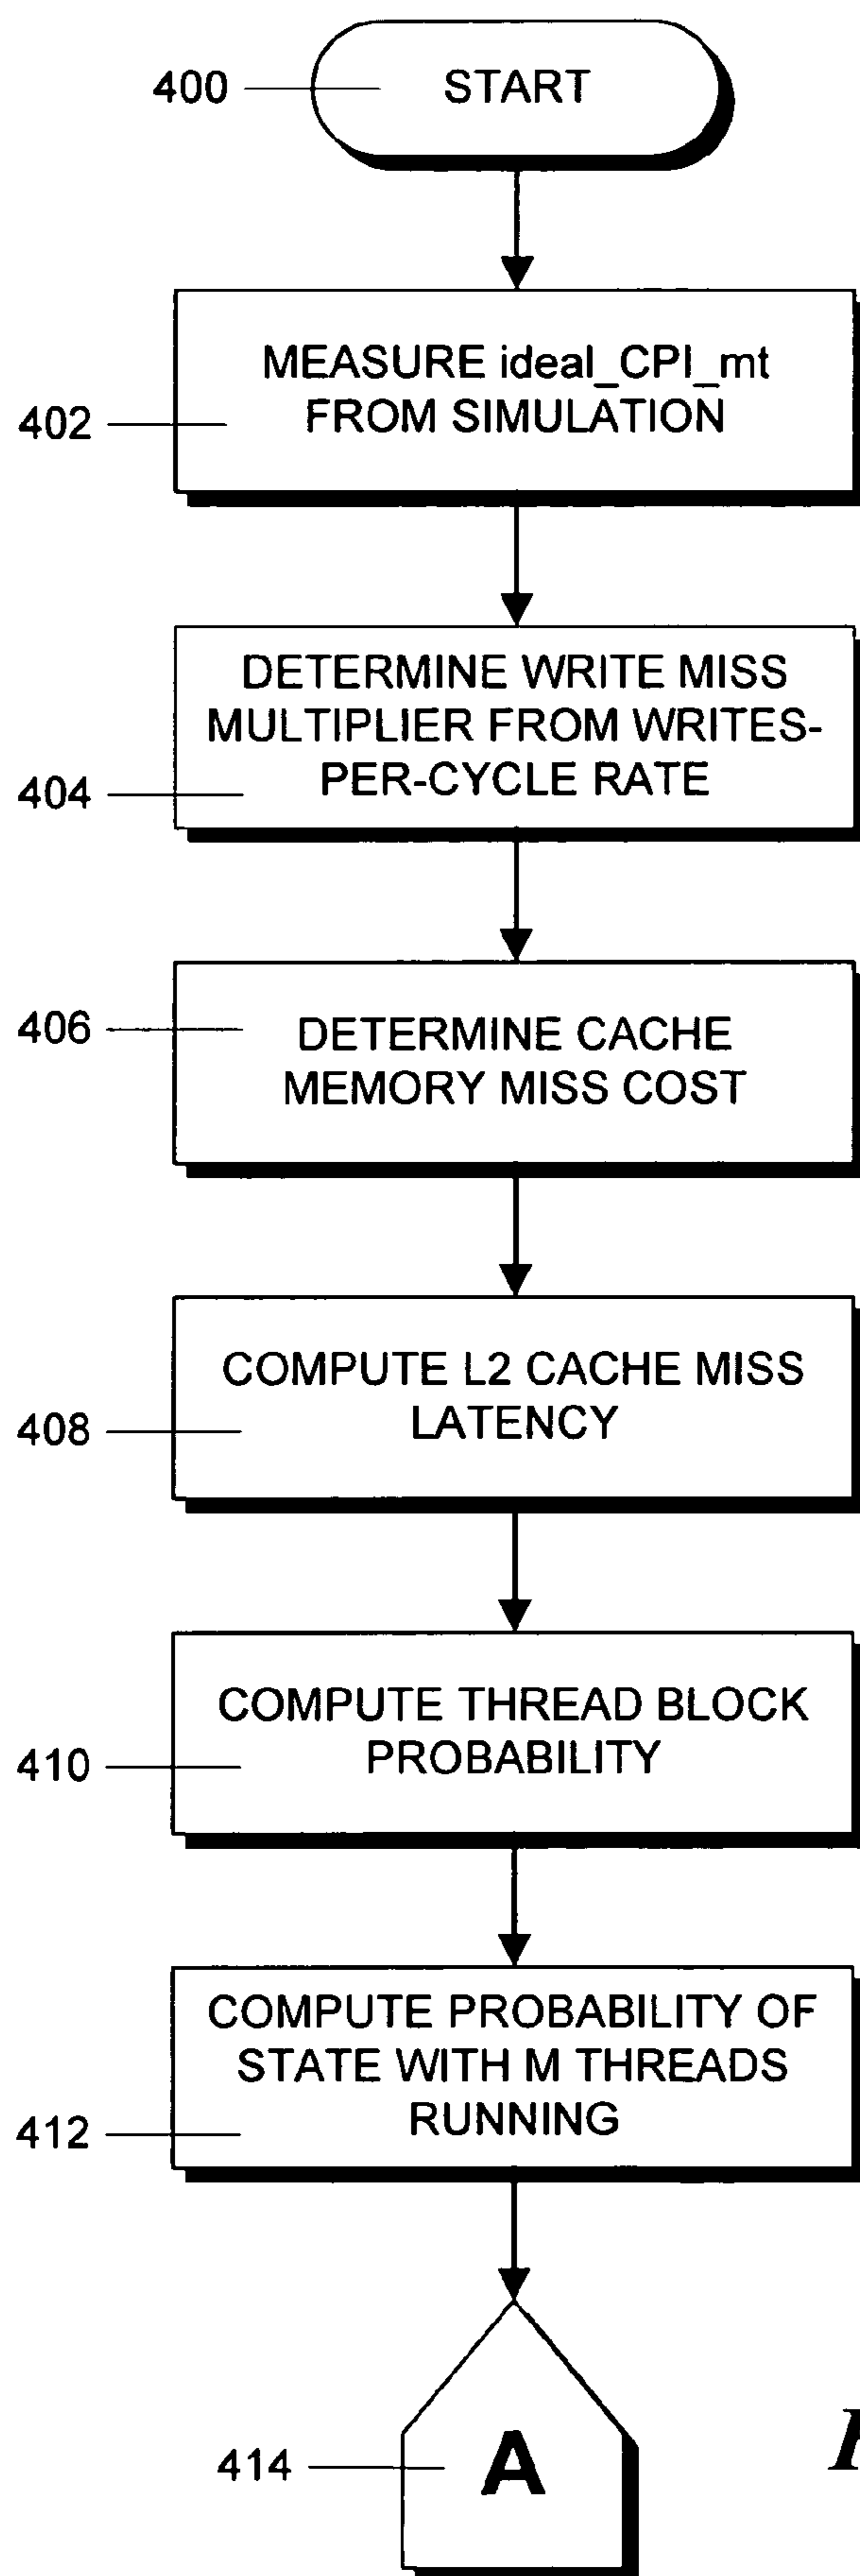 400 START
MEASURE ideal_CPI_mt
FROM SIMULATION
402
DETERMINE WRITE MISS
MULTIPLIER FROM WRITES-
PER-CYCLE RATE
404
406
DETERMINE CACHE
MEMORY MISS COST
COMPUTE L2 CACHE MISS
LATENCY
408
COMPUTE THREAD BLOCK
PROBABILITY
410
COMPUTE PROBABILITY OF
STATE WITH M THREADS
RUNNING
412
414 A